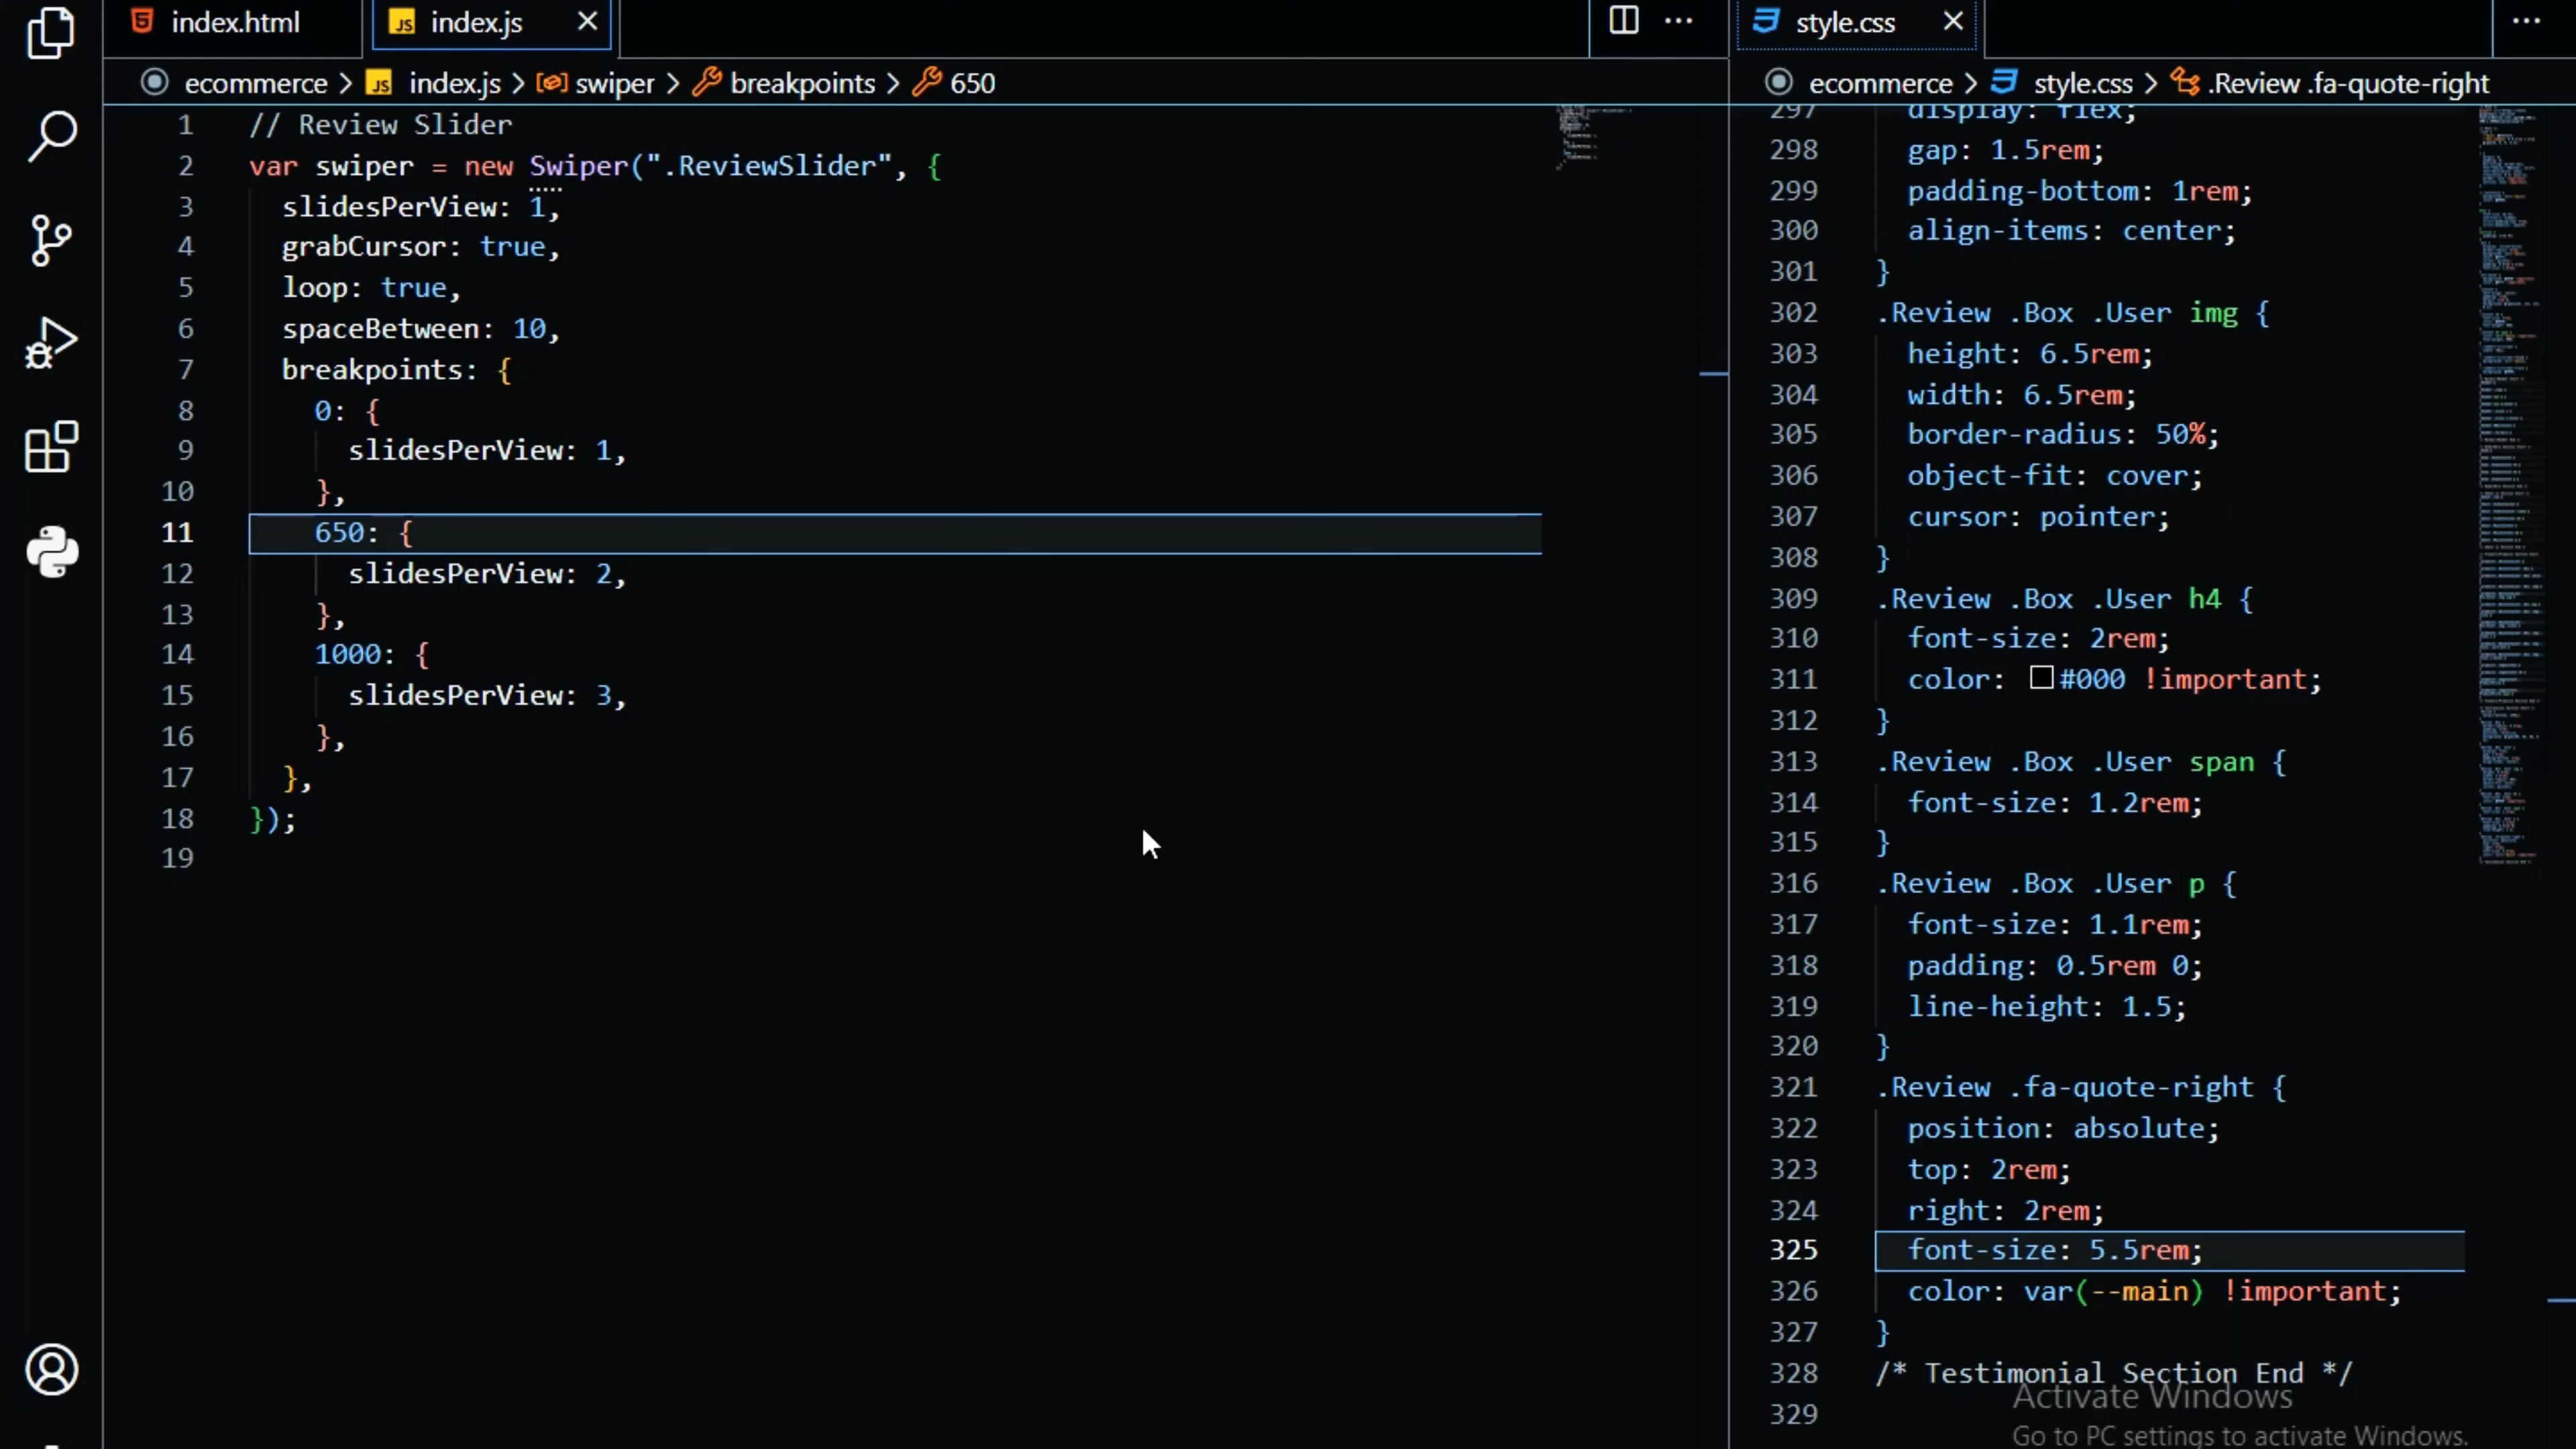 index.html
index.js
style.css
ecommerce > index.js > swiper > breakpoints > 650
1 // Review Slider
2 var swiper = new Swiper(".ReviewSlider", {
3 slidesPerView: 1,
4 grabCursor: true,
5 loop: true,
6 spaceBetween: 10,
7 breakpoints: {
8 0: {
9 slidesPerView: 1,
10 },
11 650: {
12 slidesPerView: 2,
13 },
14 1000: {
15 slidesPerView: 3,
16 },
17 },
18 });
19
ecommerce > style.css > .Review .fa-quote-right
297 display: flex;
298 gap: 1.5rem;
299 padding-bottom: 1rem;
300 align-items: center;
301 }
302 .Review .Box .User img {
303 height: 6.5rem;
304 width: 6.5rem;
305 border-radius: 50%;
306 object-fit: cover;
307 cursor: pointer;
308 }
309 .Review .Box .User h4 {
310 font-size: 2rem;
311 color: #000 !important;
312 }
313 .Review .Box .User span {
314 font-size: 1.2rem;
315 }
316 .Review .Box .User p {
317 font-size: 1.1rem;
318 padding: 0.5rem 0;
319 line-height: 1.5;
320 }
321 .Review .fa-quote-right {
322 position: absolute;
323 top: 2rem;
324 right: 2rem;
325 font-size: 5.5rem;
326 color: var(--main) !important;
327 }
328 /* Testimonial Section End */
329
Activate Windows
Go to PC settings to activate Windows.